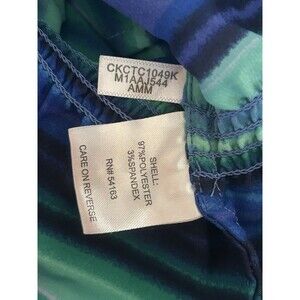 CKCTC1049K
M1AAJ544
AMM
SHELL:
97%POLYESTER
3%SPANDEX
RN# 54163
CARE ON REVERSE